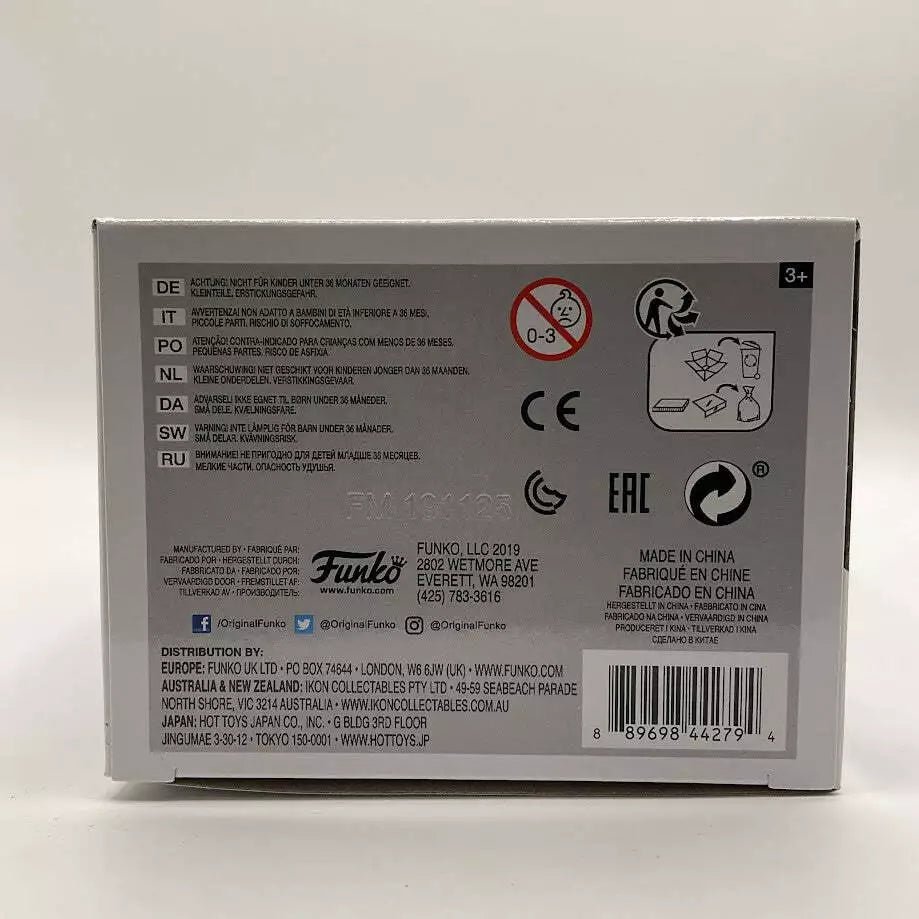 3+
DE ACHTUNG! NICHT FÜR KINDER UNTER 36 MONATEN GEEIGNET.
KLEINTEILE. ERSTICKUNGSGEFAHR.
IT AVVERTENZA! NON ADATTO A BAMBINI DI ETÀ INFERIORE A 36 MESI.
PICCOLE PARTI. RISCHIO DI SOFFOCAMENTO.
PO ATENÇÃO! CONTRA-INDICADO PARA CRIANÇAS COM MENOS DE 36 MESES.
PEQUENAS PARTES. RISCO DE ASFIXIA.
NL WAARSCHUWING! NIET GESCHIKT VOOR KINDEREN JONGER DAN 36 MAANDEN.
KLEINE ONDERDELEN. VERSTIKKINGSGEVAAR.
DA ADVARSEL! IKKE EGNET TIL BØRN UNDER 36 MÅNEDER.
SMÅ DELE. KVÆLNINGSFARE.
SW VARNING! INTE LÄMPLIG FÖR BARN UNDER 36 MÅNADER.
SMÅ DELAR. KVÄVNINGSRISK.
RU ВНИМАНИЕ! НЕ ПРИГОДНО ДЛЯ ДЕТЕЙ МЛАДШЕ 36 МЕСЯЦЕВ.
МЕЛКИЕ ЧАСТИ. ОПАСНОСТЬ УДУШЬЯ.
0-3
CE
EAC
®
FM 191125
MANUFACTURED BY • FABRIQUÉ PAR:
FABRICADO POR • HERGESTELLT DURCH:
FABBRICATO DA • FABRICADO POR:
VERVAARDIGD DOOR • FREMSTILLET AF:
TILLVERKAD AV • ПРОИЗВОДИТЕЛЬ:
Funko
www.funko.com
FUNKO, LLC 2019
2802 WETMORE AVE
EVERETT, WA 98201
(425) 783-3616
/OriginalFunko @OriginalFunko @OriginalFunko
MADE IN CHINA
FABRIQUÉ EN CHINE
FABRICADO EN CHINA
HERGESTELLT IN CHINA • FABBRICATO IN CINA
FABRICADO NA CHINA • VERVAARDIGD IN CHINA
PRODUCERET I KINA • TILLVERKAD I KINA
СДЕЛАНО В КИТАЕ
DISTRIBUTION BY:
EUROPE: FUNKO UK LTD • PO BOX 74644 • LONDON, W6 6JW (UK) • WWW.FUNKO.COM
AUSTRALIA & NEW ZEALAND: IKON COLLECTABLES PTY LTD • 49-59 SEABEACH PARADE
NORTH SHORE, VIC 3214 AUSTRALIA • WWW.IKONCOLLECTABLES.COM.AU
JAPAN: HOT TOYS JAPAN CO., INC. • G BLDG 3RD FLOOR
JINGUMAE 3-30-12 • TOKYO 150-0001 • WWW.HOTTOYS.JP
8 89698 44279 4